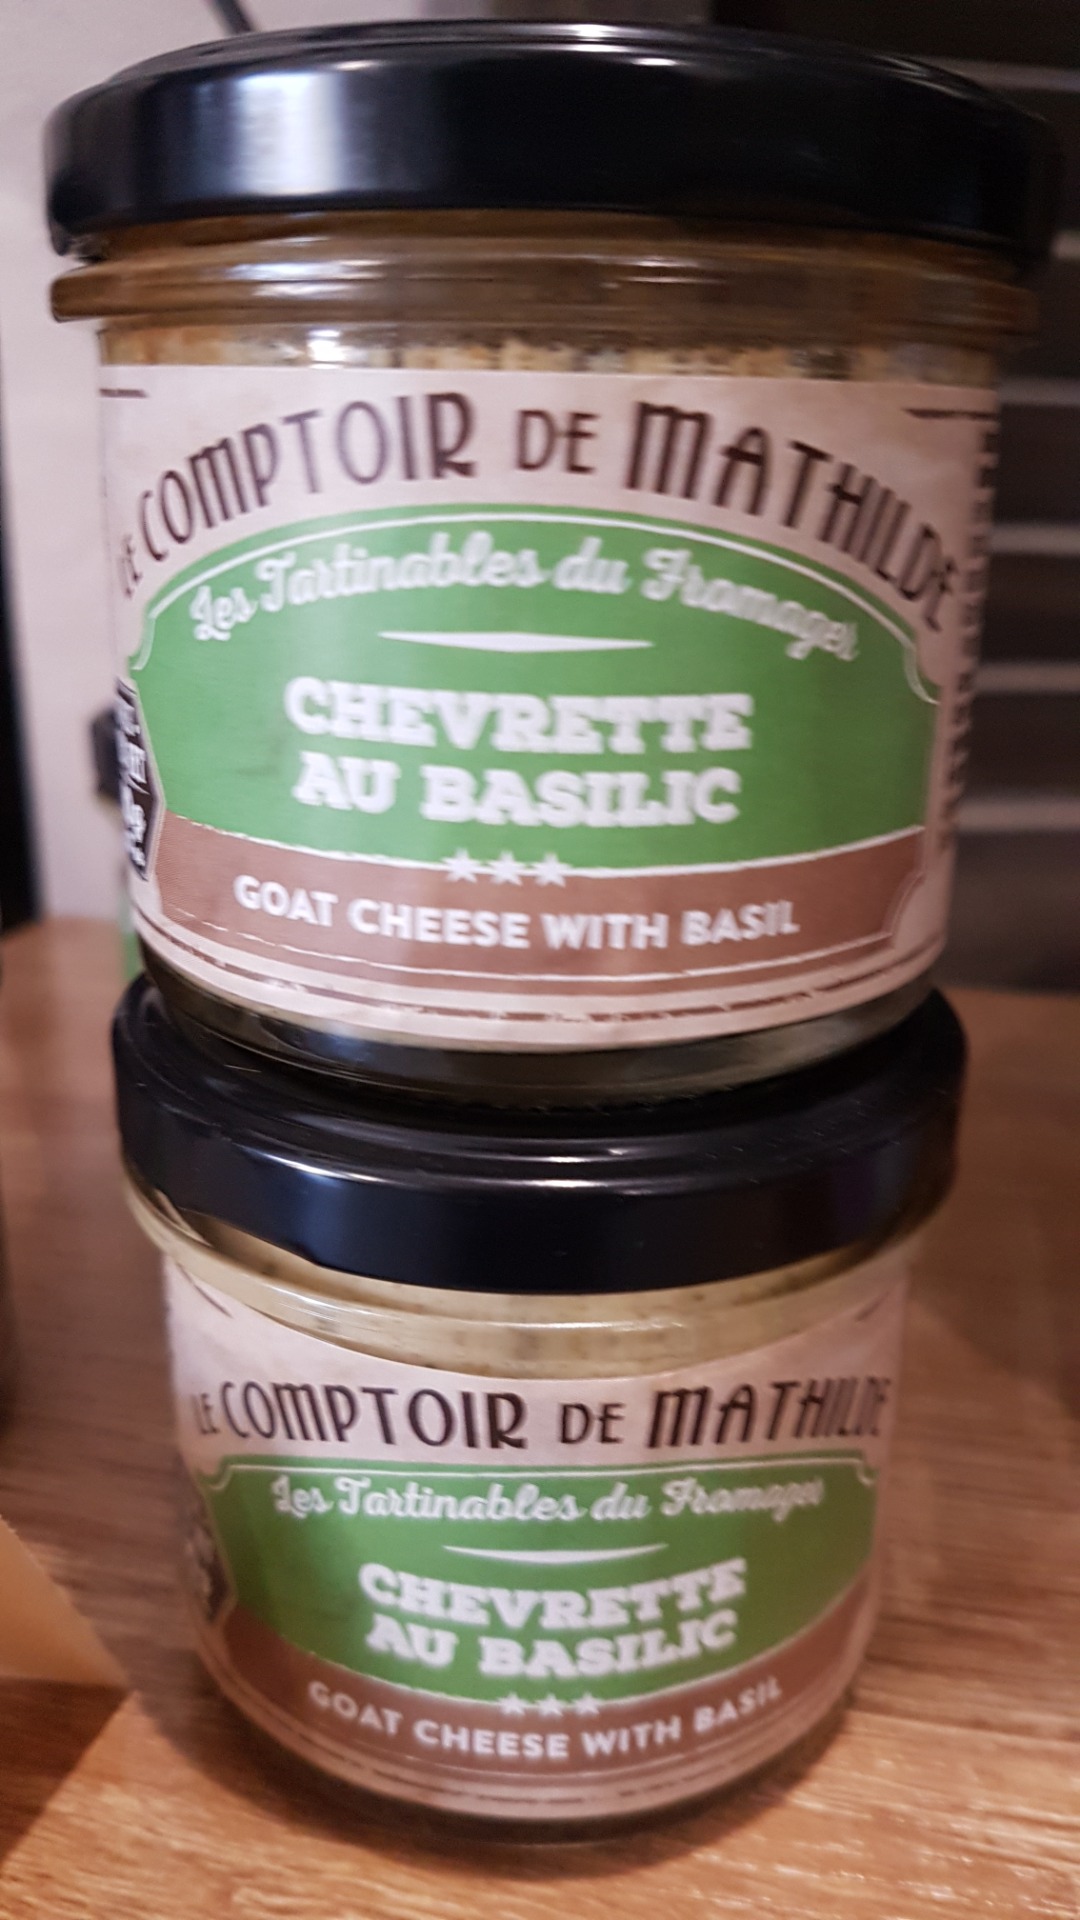 LE COMPTOIR DE MATHILDE
Les Tartinables du Fromager
CHEVRETTE
AU BASILIC
GOAT CHEESE WITH BASIL
LE COMPTOIR DE MATHILDE
Les Tartinables du Fromager
CHEVRETTE
AU BASILIC
GOAT CHEESE WITH BASIL